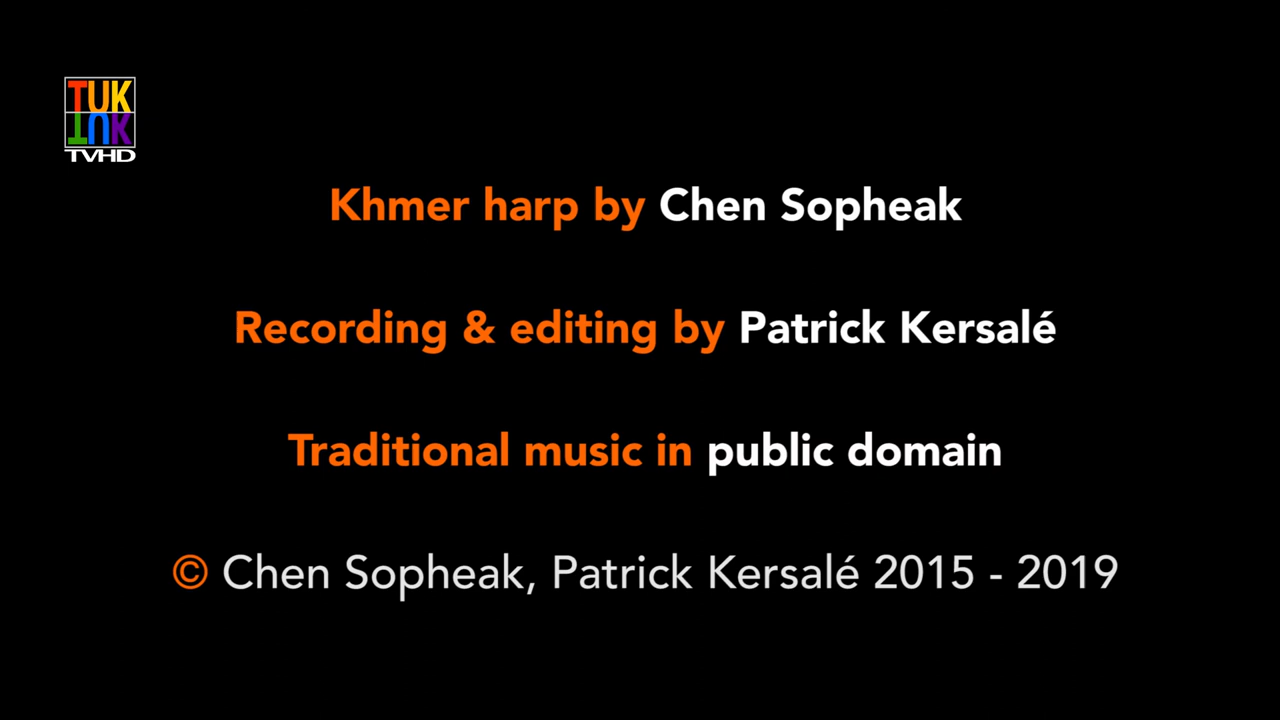 TUK
TUK
TVHD
Khmer harp by Chen Sopheak
Recording & editing by Patrick Kersalé
Traditional music in public domain
© Chen Sopheak, Patrick Kersalé 2015 - 2019